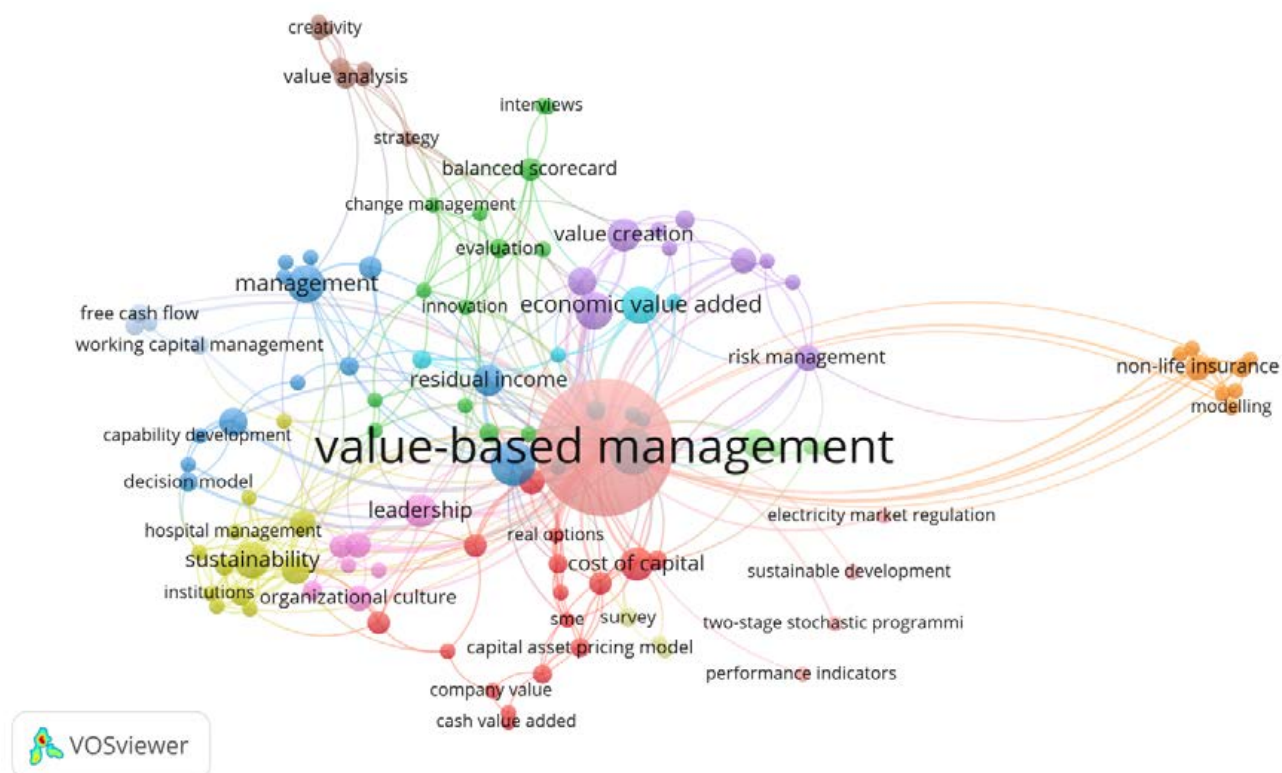 creativity
value analysis
interviews
strategy
balanced scorecard
change management
value creation
evaluation
management
economic value added
innovation
free cash flow
working capital management
risk management
non-life insurance
residual income
modelling
capability development
value-based management
decision model
leadership
electricity market regulation
hospital management
real options
sustainability
cost of capital
sustainable development
institutions
organizational culture
sme
survey
two-stage stochastic programmi
capital asset pricing model
performance indicators
company value
cash value added
VOSviewer